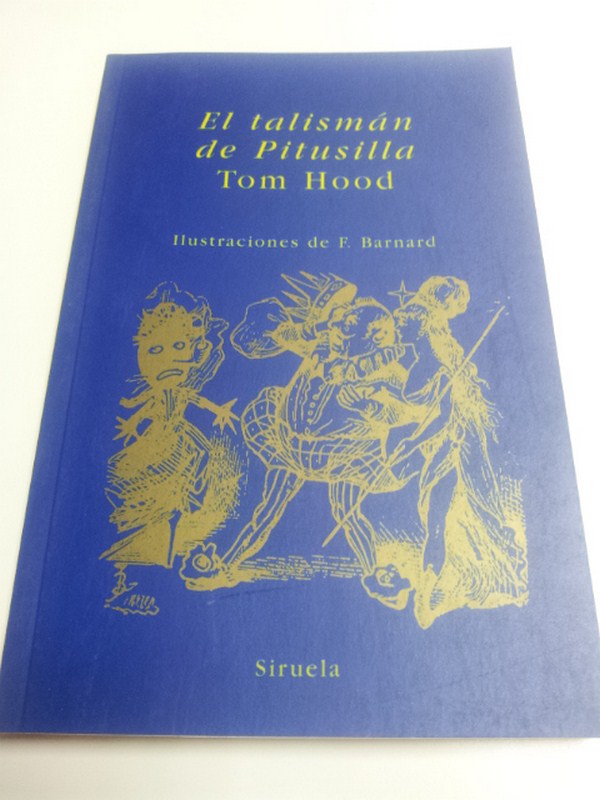 El talismán
de Pitusilla
Tom Hood
Ilustraciones de F. Barnard
Siruela